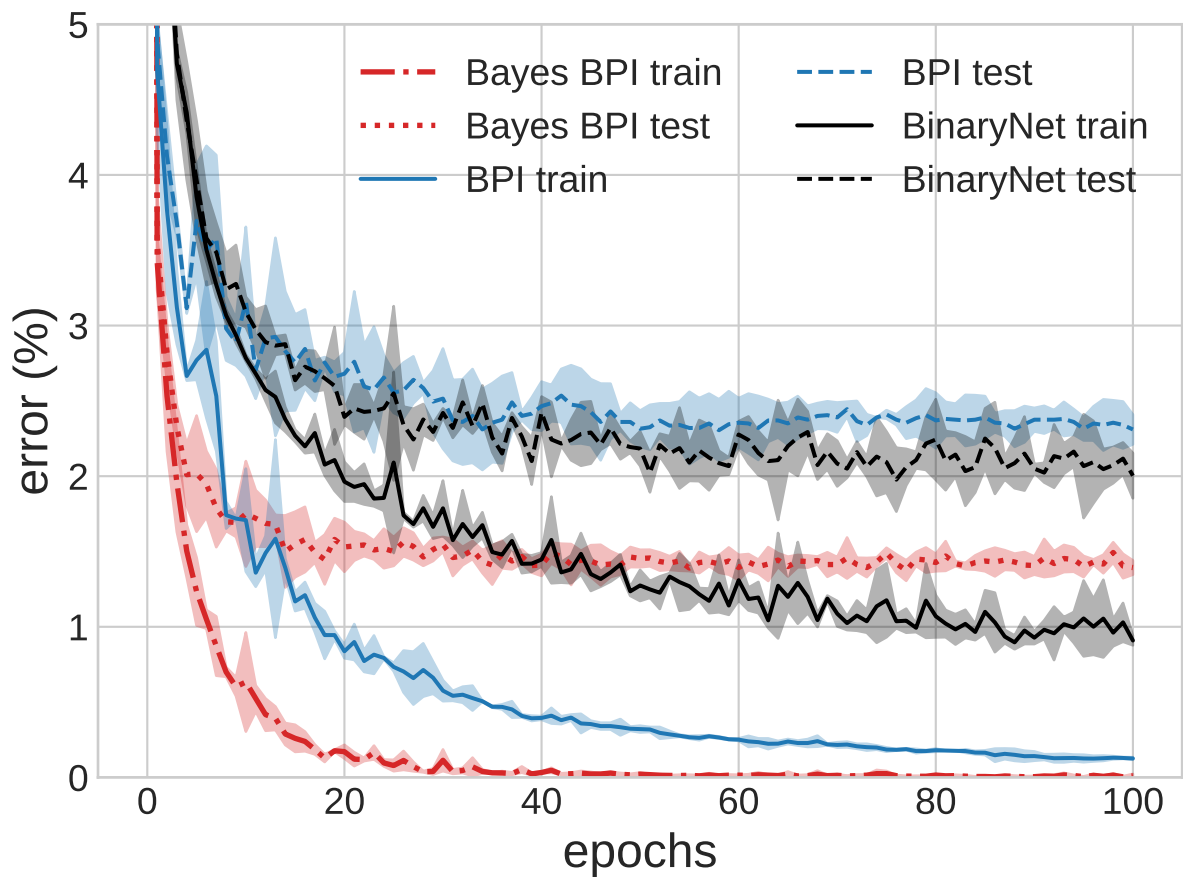 5
4
3
2
1
0
error (%)
Bayes BPI train
Bayes BPI test
BPI train
BPI test
BinaryNet train
BinaryNet test
0 20 40 60 80 100
epochs